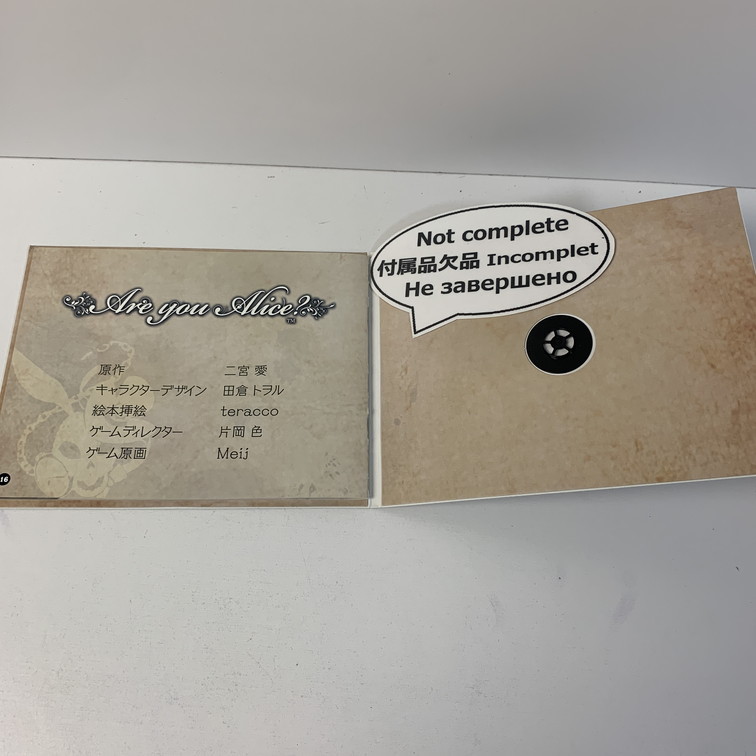 Are you Alice?
TM
原作 二宮 愛
キャラクターデザイン 田倉 トヲル
絵本挿絵 teracco
ゲームディレクター 片岡 色
ゲーム原画 Meij
16
Not complete
付属品欠品 Incomplet
Не завершено